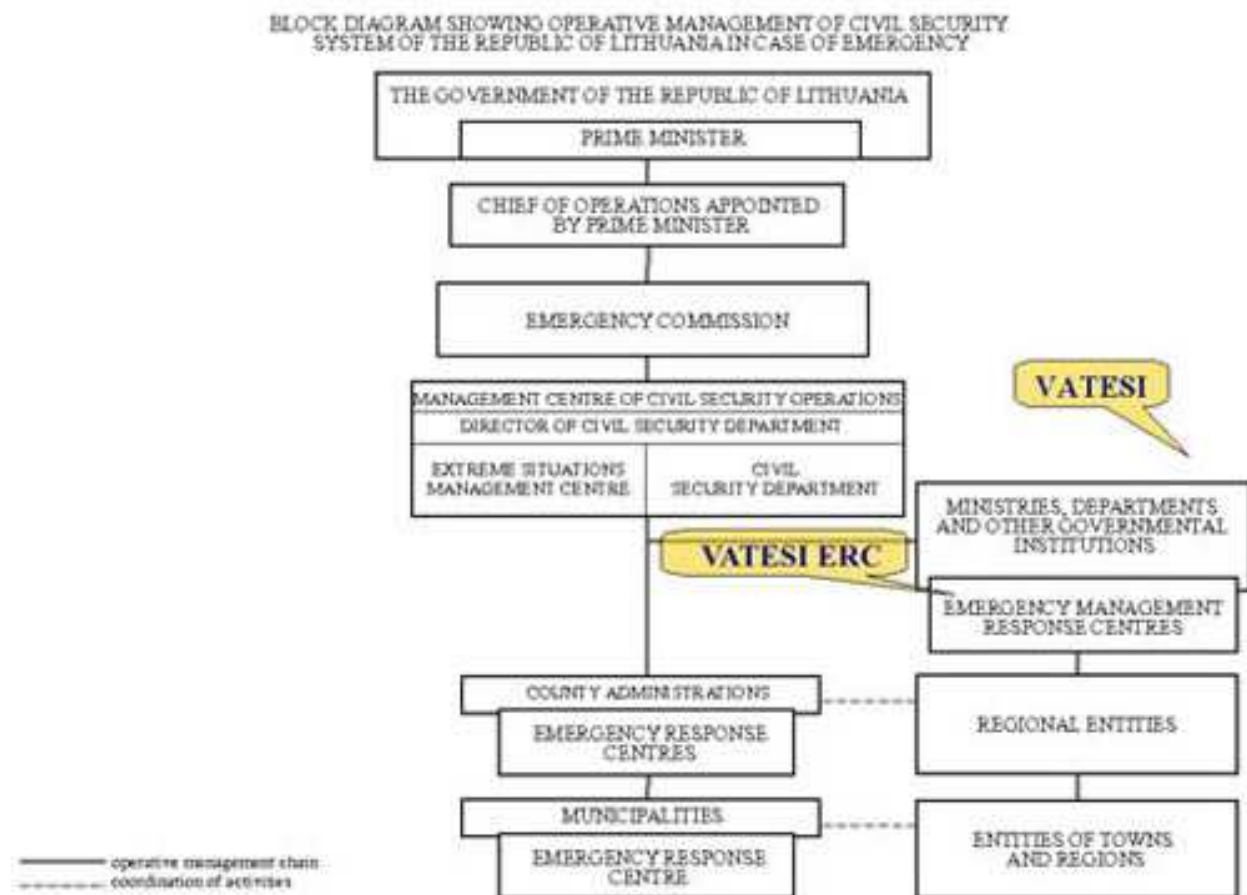 BLOCK DIAGRAM SHOWING OPERATIVE MANAGEMENT OF CIVIL SECURITY
SYSTEM OF THE REPUBLIC OF LITHUANIA IN CASE OF EMERGENCY
THE GOVERNMENT OF THE REPUBLIC OF LITHUANIA
PRIME MINISTER
CHIEF OF OPERATIONS APPOINTED
BY PRIME MINISTER
EMERGENCY COMMISSION
MANAGEMENT CENTRE OF CIVIL SECURITY OPERATIONS
DIRECTOR OF CIVIL SECURITY DEPARTMENT
EXTREME SITUATIONS
MANAGEMENT CENTRE
CIVIL
SECURITY DEPARTMENT
VATESI
MINISTRIES, DEPARTMENTS
AND OTHER GOVERNMENTAL
INSTITUTIONS
VATESI ERC
EMERGENCY MANAGEMENT
RESPONSE CENTRES
COUNTY ADMINISTRATIONS
EMERGENCY RESPONSE
CENTRES
REGIONAL ENTITIES
MUNICIPALITIES
EMERGENCY RESPONSE
CENTRE
ENTITIES OF TOWNS
AND REGIONS
operative management chain
coordination of activities